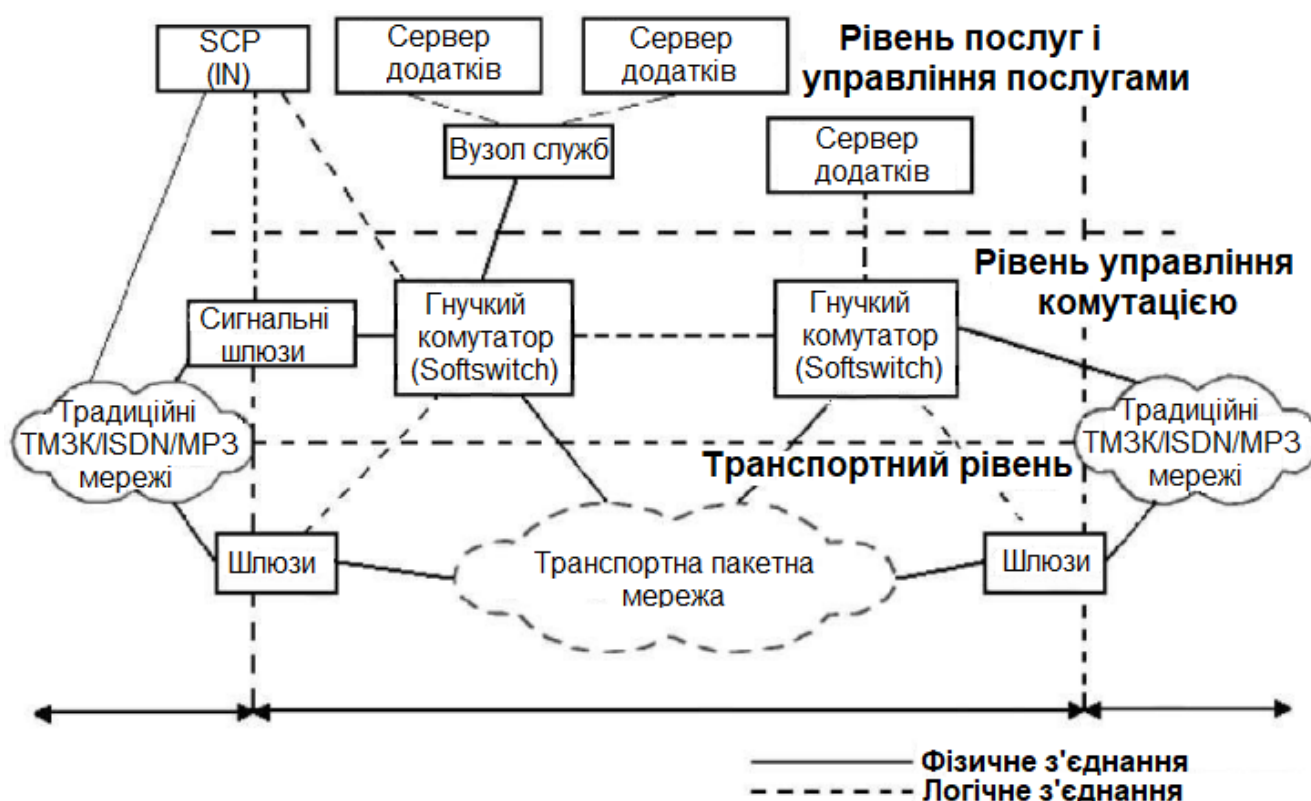 SCP
(IN)
Сервер
додатків
Сервер
додатків
Рівень послуг і
управління послугами
Вузол служб
Сервер
додатків
Рівень управління
комутацією
Сигнальні
шлюзи
Гнучкий
комутатор
(Softswitch)
Гнучкий
комутатор
(Softswitch)
Традиційні
ТМЗК/ISDN/МРЗ
мережі
Традиційні
ТМЗК/ISDN/МРЗ
мережі
Транспортний рівень
Шлюзи
Транспортна пакетна
мережа
Шлюзи
Фізичне з'єднання
Логічне з'єднання